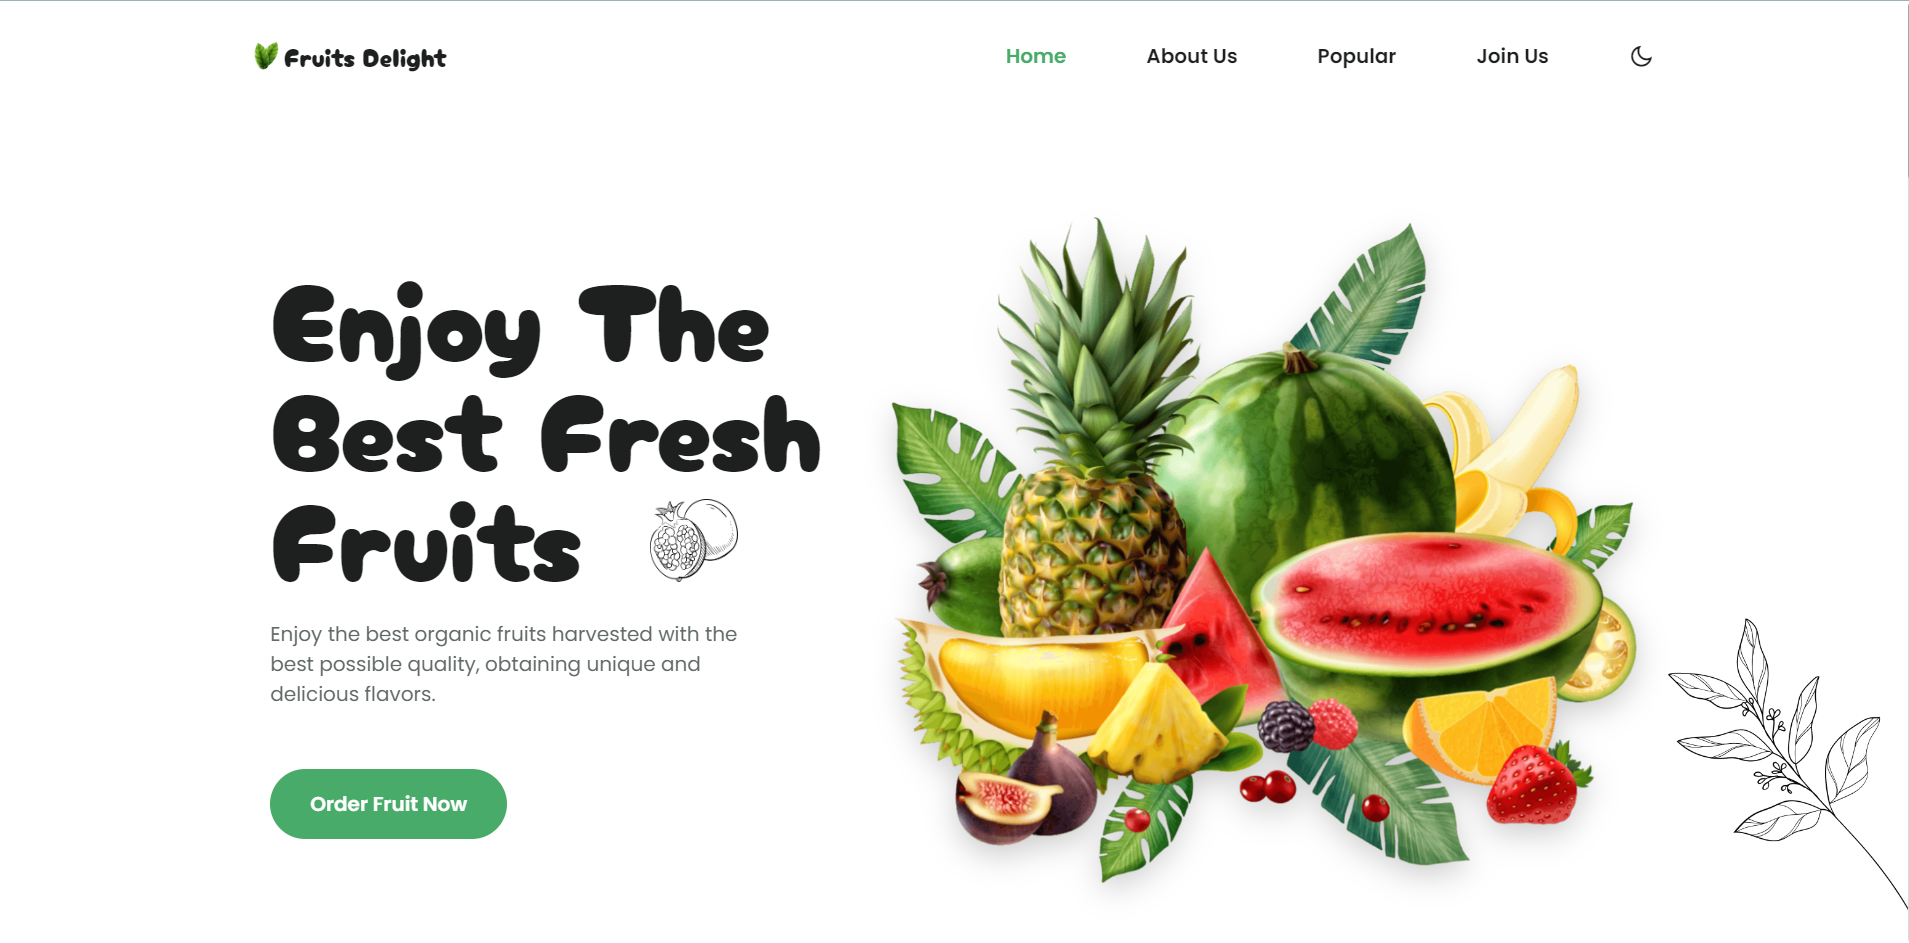 Fruits Delight
Home About Us Popular Join Us
Enjoy The
Best Fresh
Fruits
Enjoy the best organic fruits harvested with the
best possible quality, obtaining unique and
delicious flavors.
Order Fruit Now